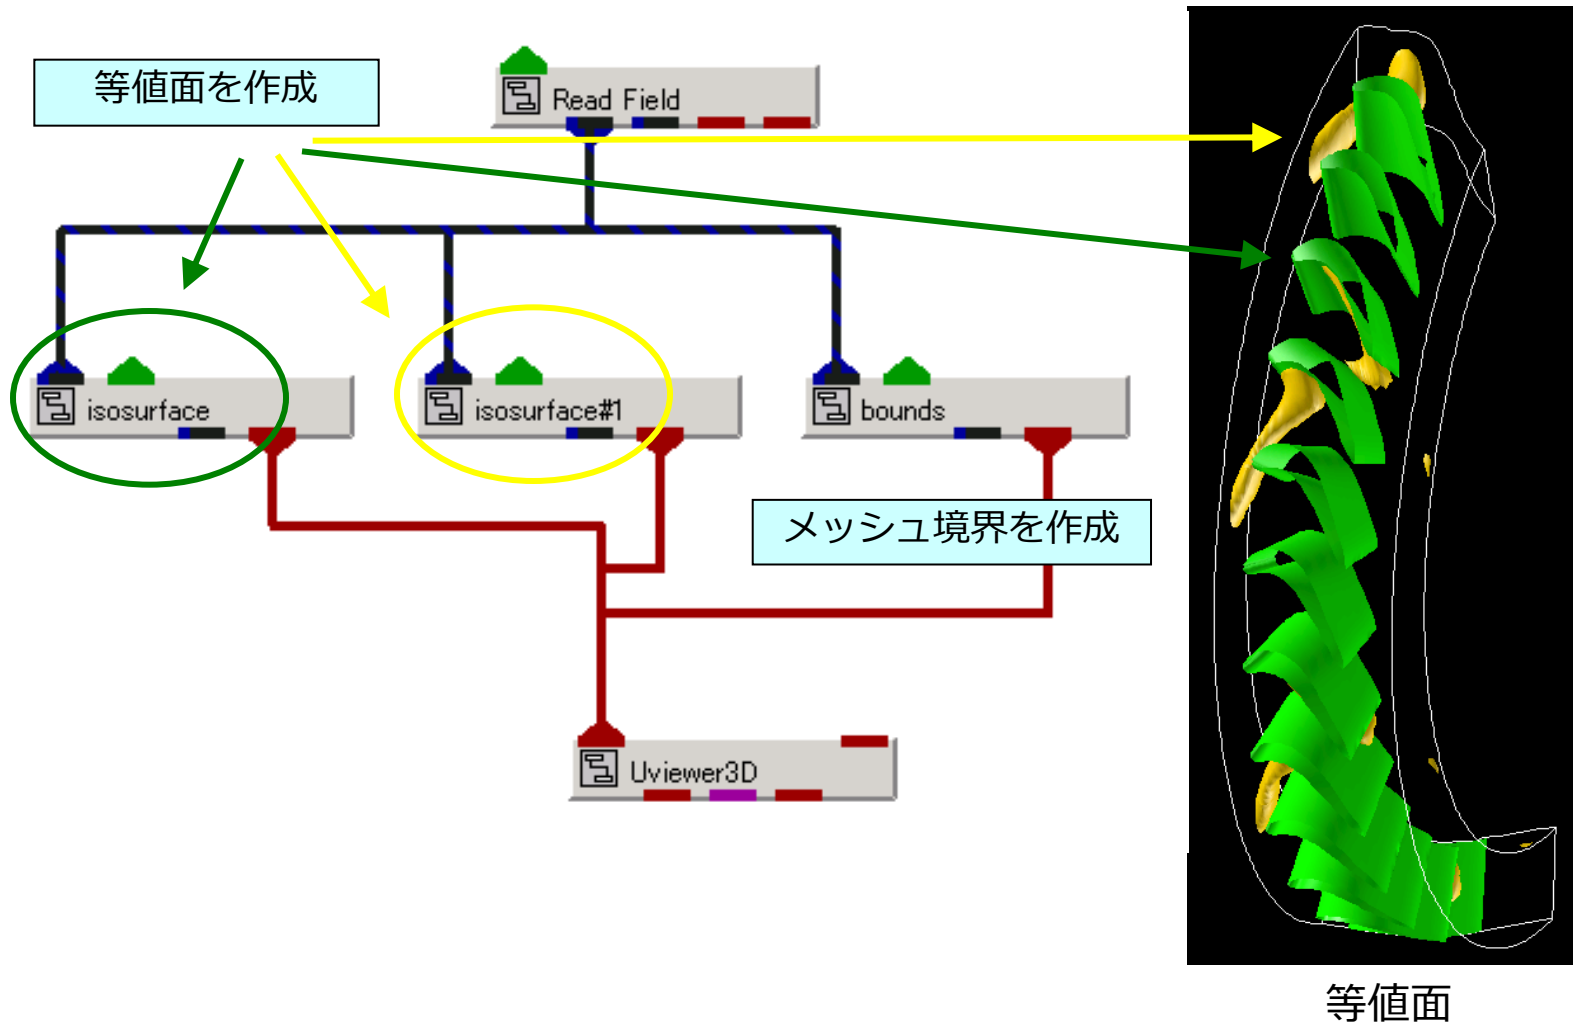 等値面を作成
Read Field
isosurface
isosurface#1
bounds
メッシュ境界を作成
Uviewer3D
等値面